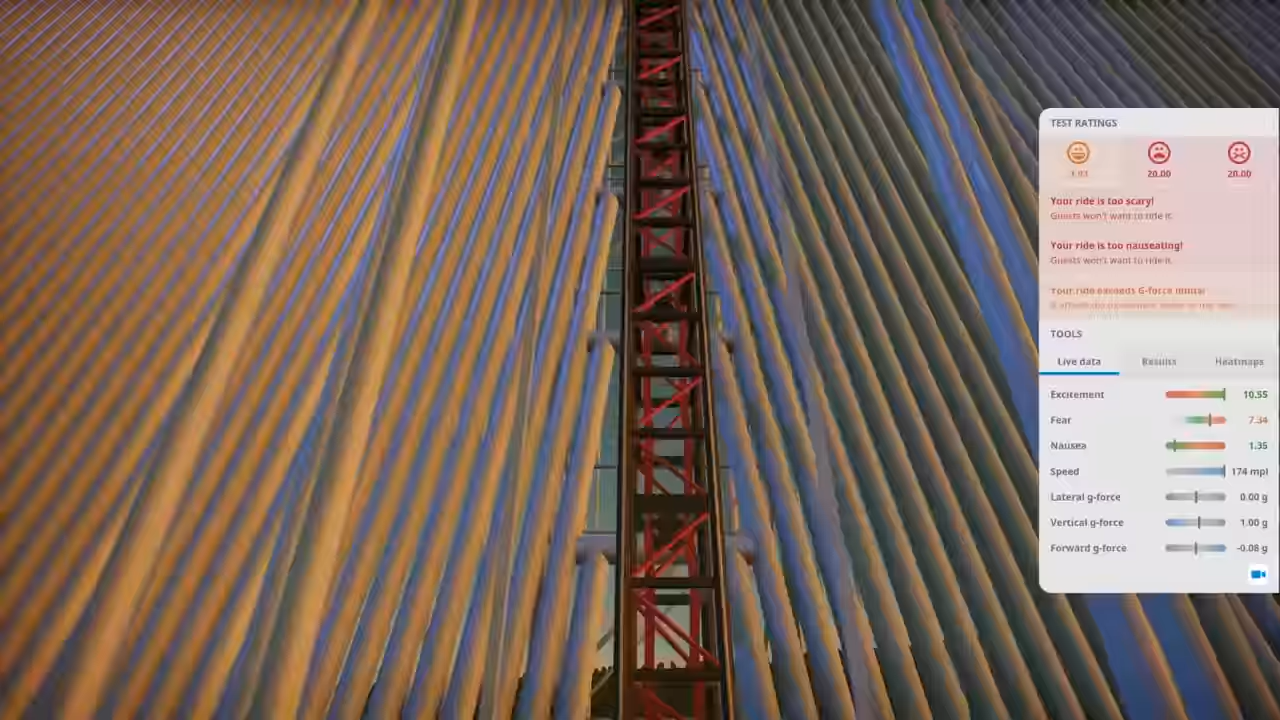 TEST RATINGS
20.00 20.00
Your ride is too scary!
Guests won't want to ride it.
Your ride is too nauseating!
Guests won't want to ride it.
Your ride exceeds G-force limits!
TOOLS
Live data Results Heatmaps
Excitement 10.55
Fear 7.34
Nausea 1.35
Speed 174 mph
Lateral g-force 0.00 g
Vertical g-force 1.00 g
Forward g-force -0.08 g